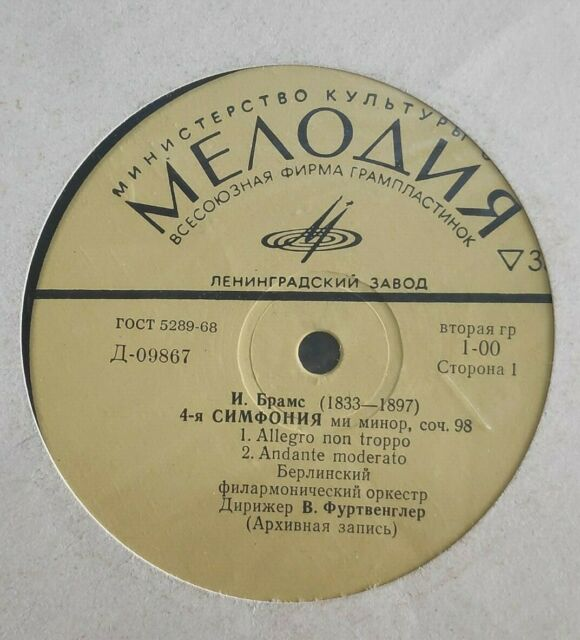 МИНИСТЕРСТВО КУЛЬТУРЫ
МЕЛОДИЯ
ВСЕСОЮЗНАЯ ФИРМА ГРАМПЛАСТИНОК
ЛЕНИНГРАДСКИЙ ЗАВОД
ГОСТ 5289-68
Д-09867
вторая гр
1-00
Сторона 1
И. Брамс (1833—1897)
4-я СИМФОНИЯ ми минор, соч. 98
1. Allegro non troppo
2. Andante moderato
Берлинский
филармонический оркестр
Дирижер В. Фуртвенглер
(Архивная запись)